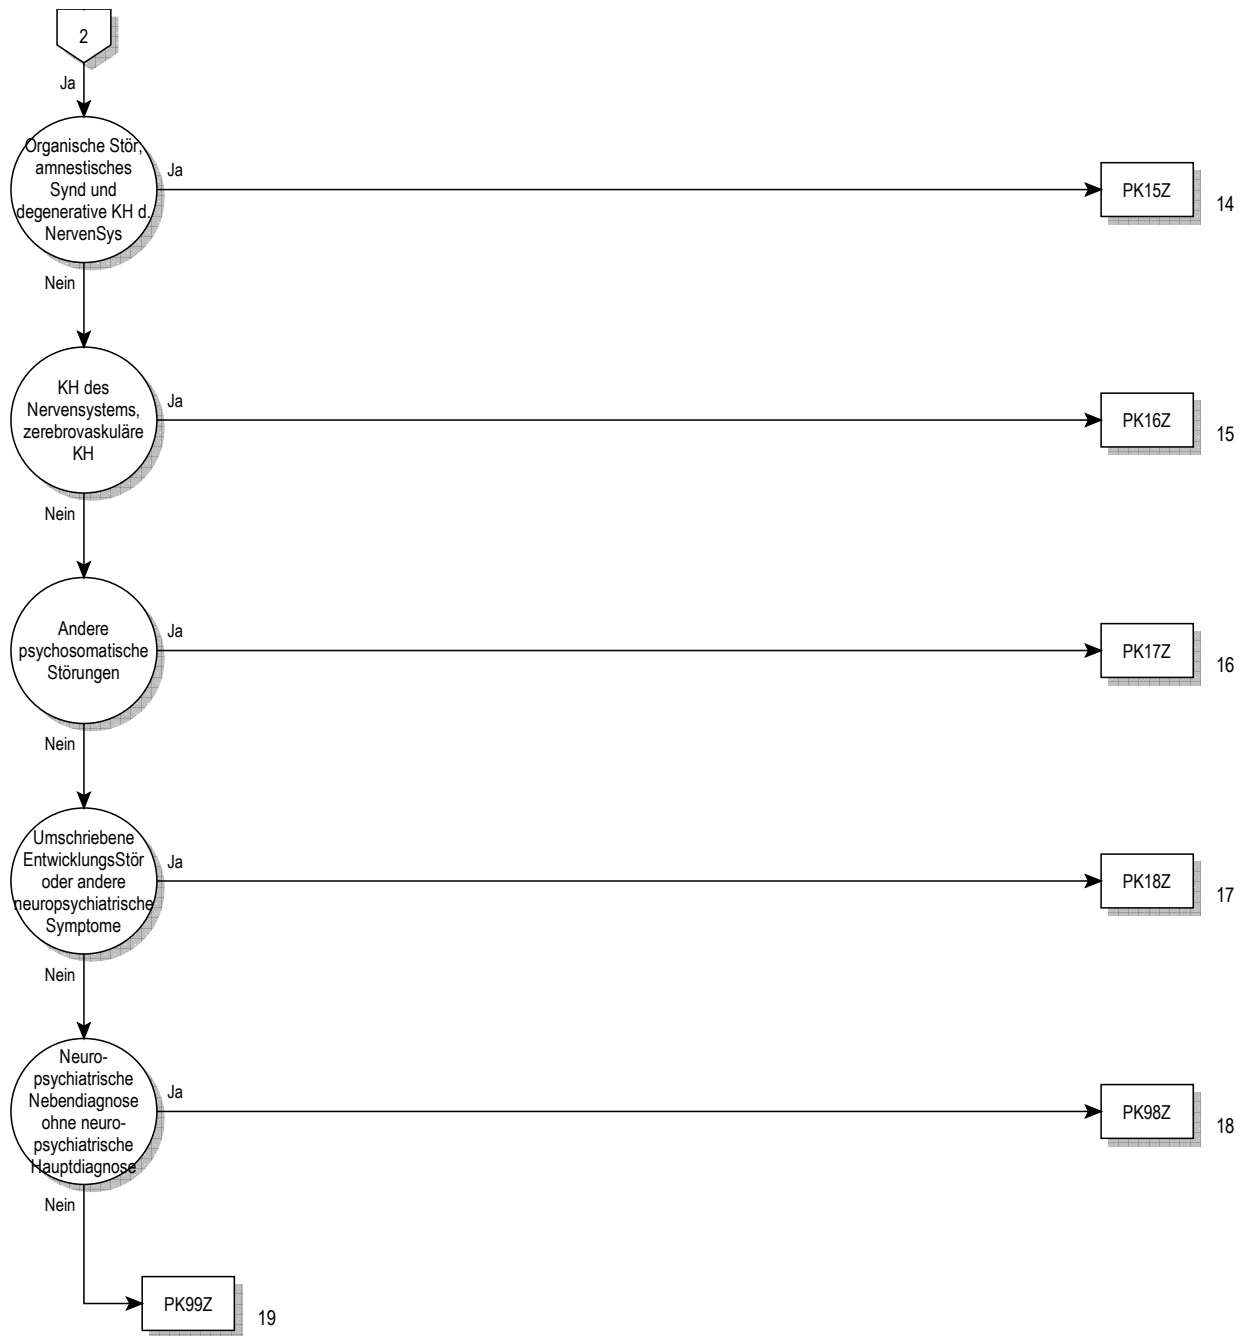 2
Ja
Organische Stör,
amnestisches
Synd und
degenerative KH d.
NervenSys
Ja
PK15Z
14
Nein
KH des
Nervensystems,
zerebrovaskuläre
KH
Ja
PK16Z
15
Nein
Andere
psychosomatische
Störungen
Ja
PK17Z
16
Nein
Umschriebene
EntwicklungsStör
oder andere
neuropsychiatrische
Symptome
Ja
PK18Z
17
Nein
Neuro-
psychiatrische
Nebendiagnose
ohne neuro-
psychiatrische
Hauptdiagnose
Ja
PK98Z
18
Nein
PK99Z
19